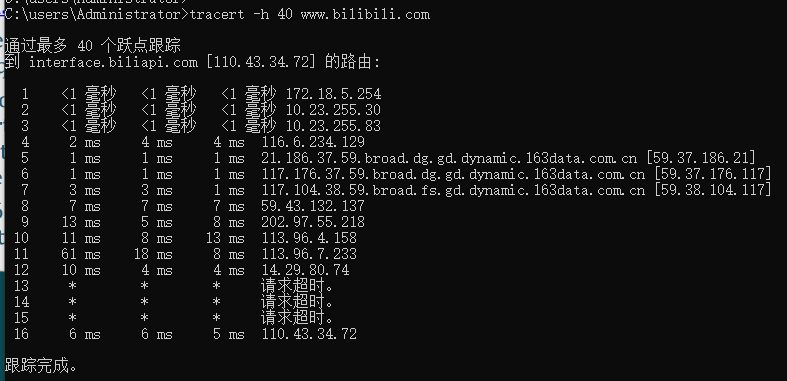 C:\users\Administrator>tracert -h 40 www.bilibili.com
通过最多 40 个跃点跟踪
到 interface.biliapi.com [110.43.34.72] 的路由:
1 <1 毫秒 <1 毫秒 <1 毫秒 172.18.5.254
2 <1 毫秒 <1 毫秒 <1 毫秒 10.23.255.30
3 <1 毫秒 <1 毫秒 <1 毫秒 10.23.255.83
4 2 ms 4 ms 4 ms 116.6.234.129
5 1 ms 1 ms 1 ms 21.186.37.59.broad.dg.gd.dynamic.163data.com.cn [59.37.186.21]
6 1 ms 1 ms 1 ms 117.176.37.59.broad.dg.gd.dynamic.163data.com.cn [59.37.176.117]
7 3 ms 3 ms 1 ms 117.104.38.59.broad.fs.gd.dynamic.163data.com.cn [59.38.104.117]
8 7 ms 7 ms 7 ms 59.43.132.137
9 13 ms 5 ms 8 ms 202.97.55.218
10 11 ms 8 ms 13 ms 113.96.4.158
11 61 ms 18 ms 8 ms 113.96.7.233
12 10 ms 4 ms 4 ms 14.29.80.74
13 * * * 请求超时。
14 * * * 请求超时。
15 * * * 请求超时。
16 6 ms 6 ms 5 ms 110.43.34.72
跟踪完成。